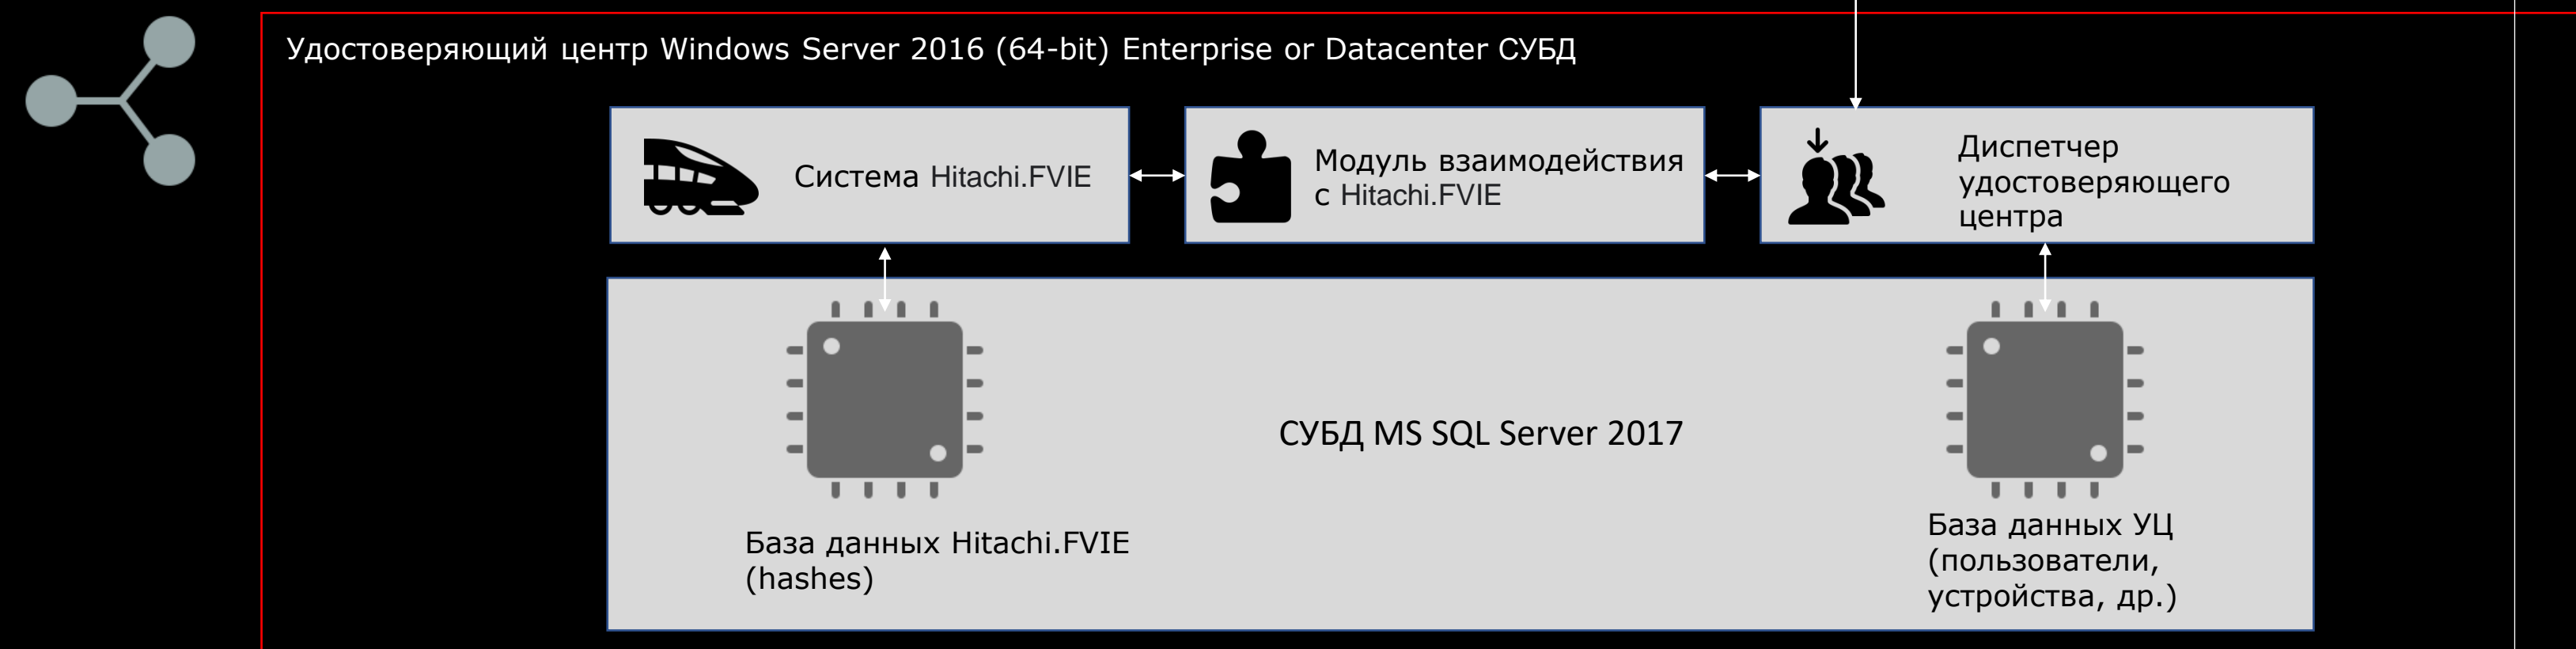 Удостоверяющий центр Windows Server 2016 (64-bit) Enterprise or Datacenter СУБД
Система Hitachi.FVIE
Модуль взаимодействия
с Hitachi.FVIE
Диспетчер
удостоверяющего
центра
СУБД MS SQL Server 2017
База данных Hitachi.FVIE
(hashes)
База данных УЦ
(пользователи,
устройства, др.)